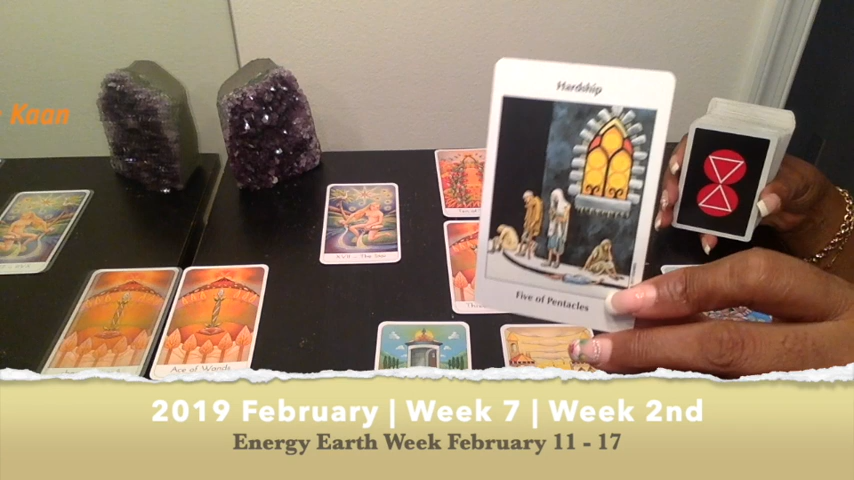 Kaan
Hardship
Five of Pentacles
XVII - The Star
Ace of Wands
2019 February | Week 7 | Week 2nd
Energy Earth Week February 11 - 17